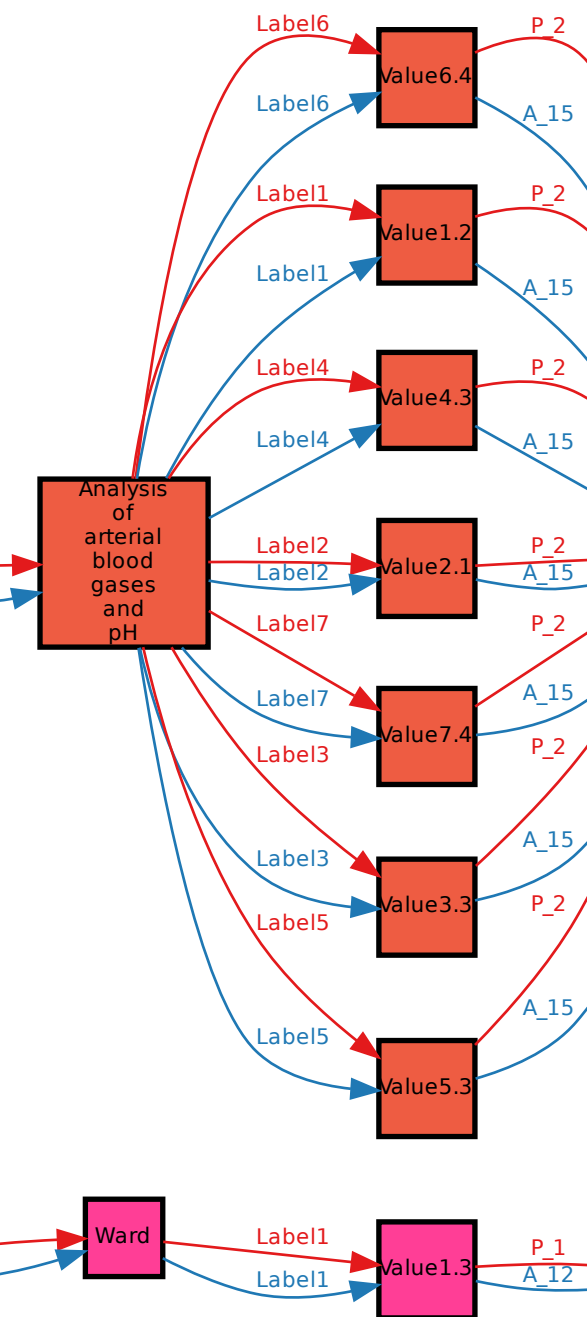 Label6
P_2
Value6.4
Label6
A_15
Label1
P_2
Value1.2
Label1
A_15
Label4
P_2
Value4.3
Label4
A_15
Analysis
of
arterial
blood
gases
and
pH
Label2
P_2
Value2.1
Label2
A_15
Label7
P_2
Value7.4
Label7
A_15
Label3
P_2
Label3
A_15
Value3.3
Label5
P_2
Label5
A_15
Value5.3
Ward
Label1
P_1
Value1.3
Label1
A_12